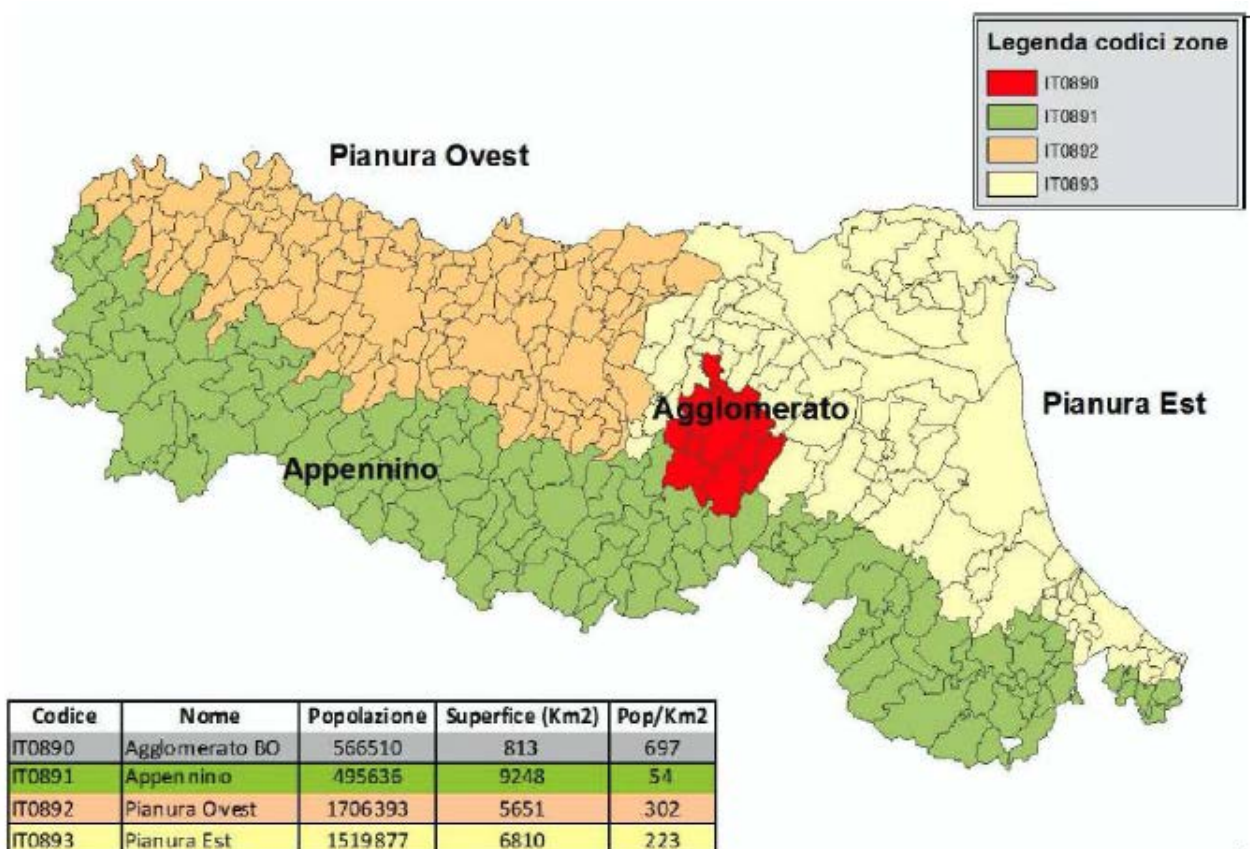 Legenda codici zone
IT0890
IT0891
IT0892
IT0893
Pianura Ovest
Agglomerato
Pianura Est
Appennino
Codice Nome Popolazione Superfice (Km2) Pop/Km2
IT0890 Agglomerato BO 566510 813 697
IT0891 Appennino 495636 9248 54
IT0892 Pianura Ovest 1706393 5651 302
IT0893 Pianura Est 1519877 6810 223